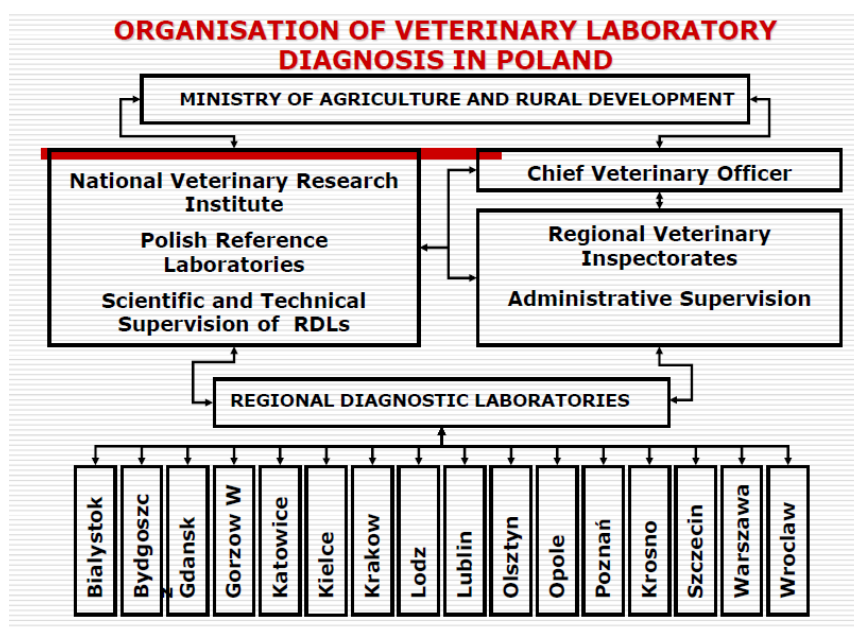 ORGANISATION OF VETERINARY LABORATORY
DIAGNOSIS IN POLAND
MINISTRY OF AGRICULTURE AND RURAL DEVELOPMENT
National Veterinary Research
Institute
Polish Reference
Laboratories
Scientific and Technical
Supervision of RDLs
Chief Veterinary Officer
Regional Veterinary
Inspectorates
Administrative Supervision
REGIONAL DIAGNOSTIC LABORATORIES
Bialystok
Bydgoszc
z
Gdansk
Gorzow W
Katowice
Kielce
Krakow
Lodz
Lublin
Olsztyn
Opole
Poznań
Krosno
Szczecin
Warszawa
Wroclaw